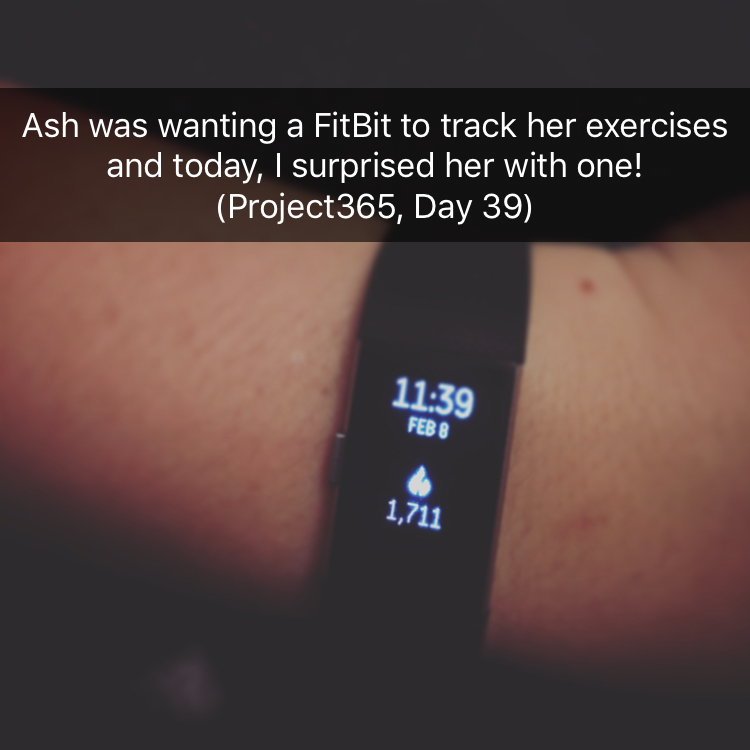 Ash was wanting a FitBit to track her exercises
and today, I surprised her with one!
(Project365, Day 39)
11:39
FEB 8
1,711